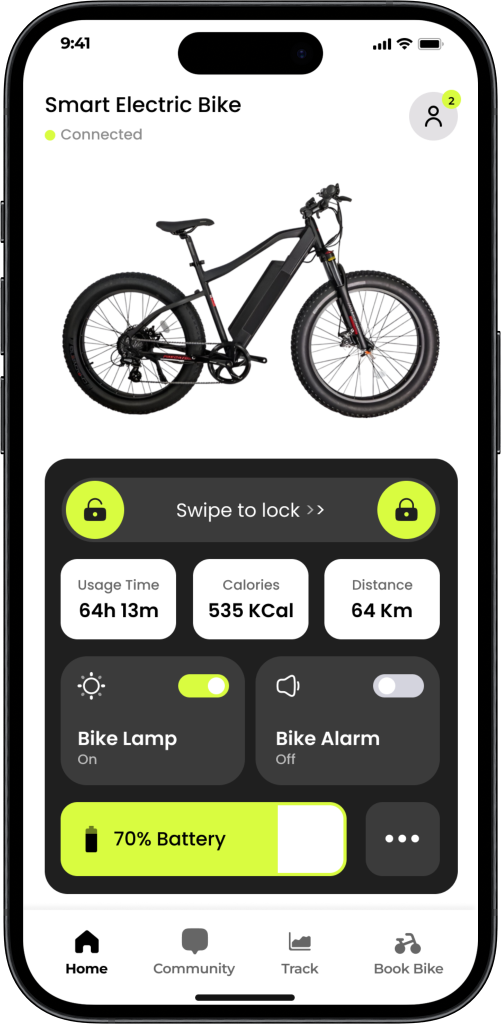 9:41
Smart Electric Bike
2
Connected
Swipe to lock >>
Usage Time
64h 13m
Calories
535 KCal
Distance
64 Km
Bike Lamp
On
Bike Alarm
Off
70% Battery
Home
Community
Track
Book Bike